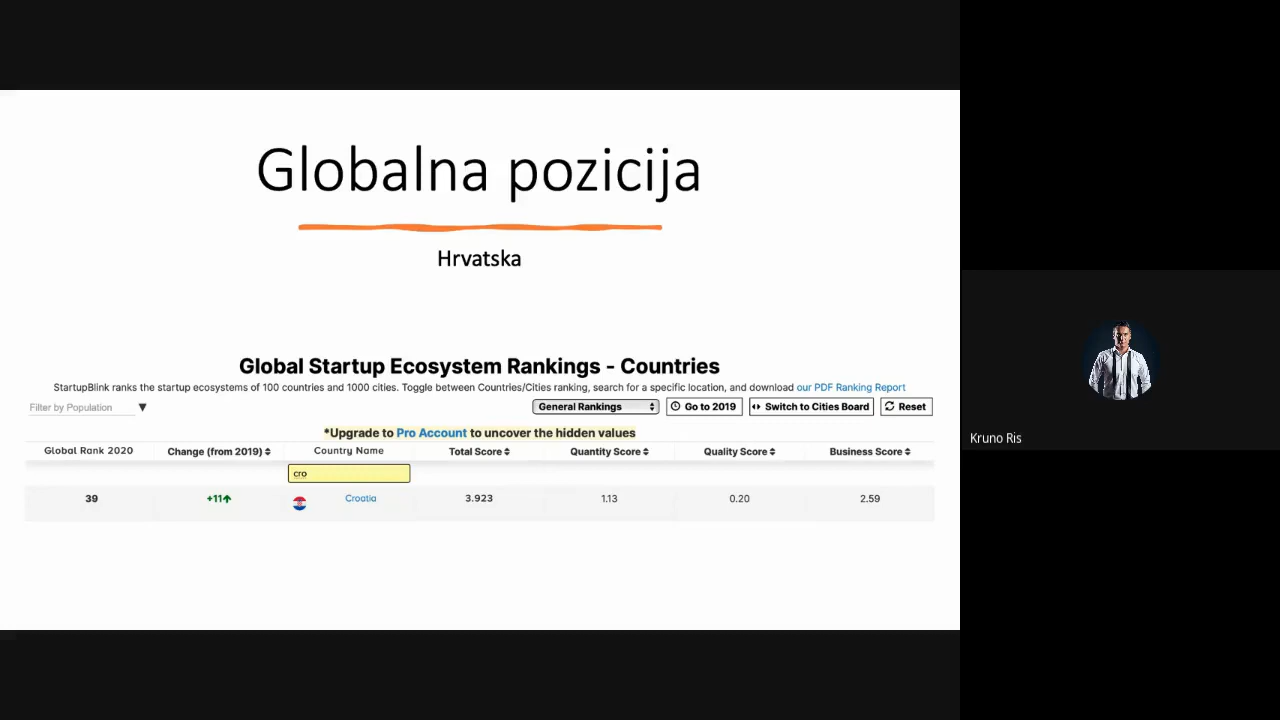 Globalna pozicija
Hrvatska
Global Startup Ecosystem Rankings - Countries
StartupBlink ranks the startup ecosystems of 100 countries and 1000 cities. Toggle between Countries/Cities ranking, search for a specific location, and download our PDF Ranking Report
Filter by Population
General Rankings Go to 2019 Switch to Cities Board Reset
*Upgrade to Pro Account to uncover the hidden values
Global Rank 2020 Change (from 2019) Country Name Total Score Quantity Score Quality Score Business Score
cro
39 +11 Croatia 3.923 1.13 0.20 2.59
Kruno Ris